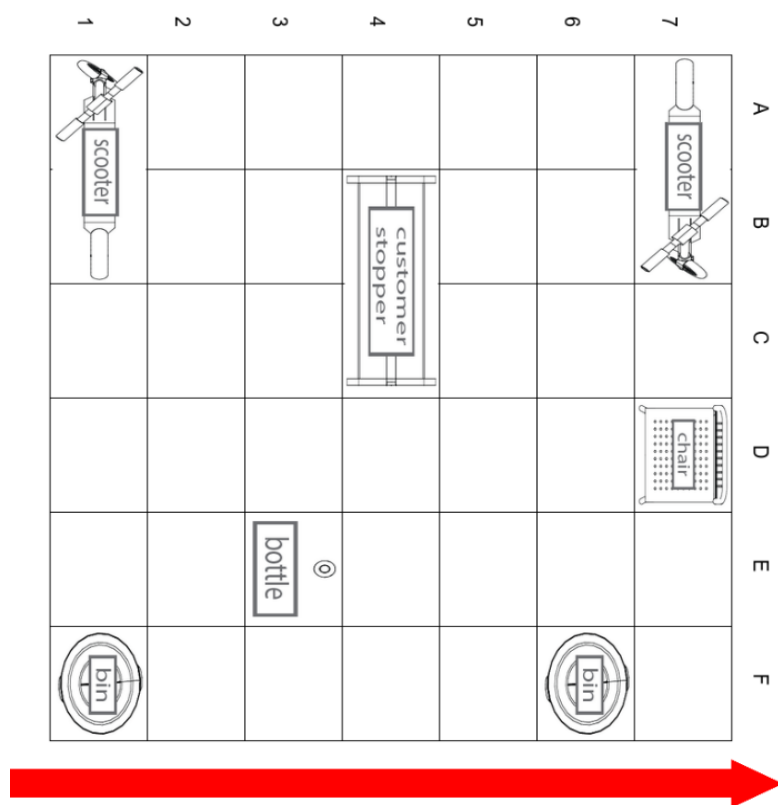 1 2 3 4 5 6 7
A
scooter
scooter
B
customer
stopper
C
D
chair
E
bottle
F
bin
bin